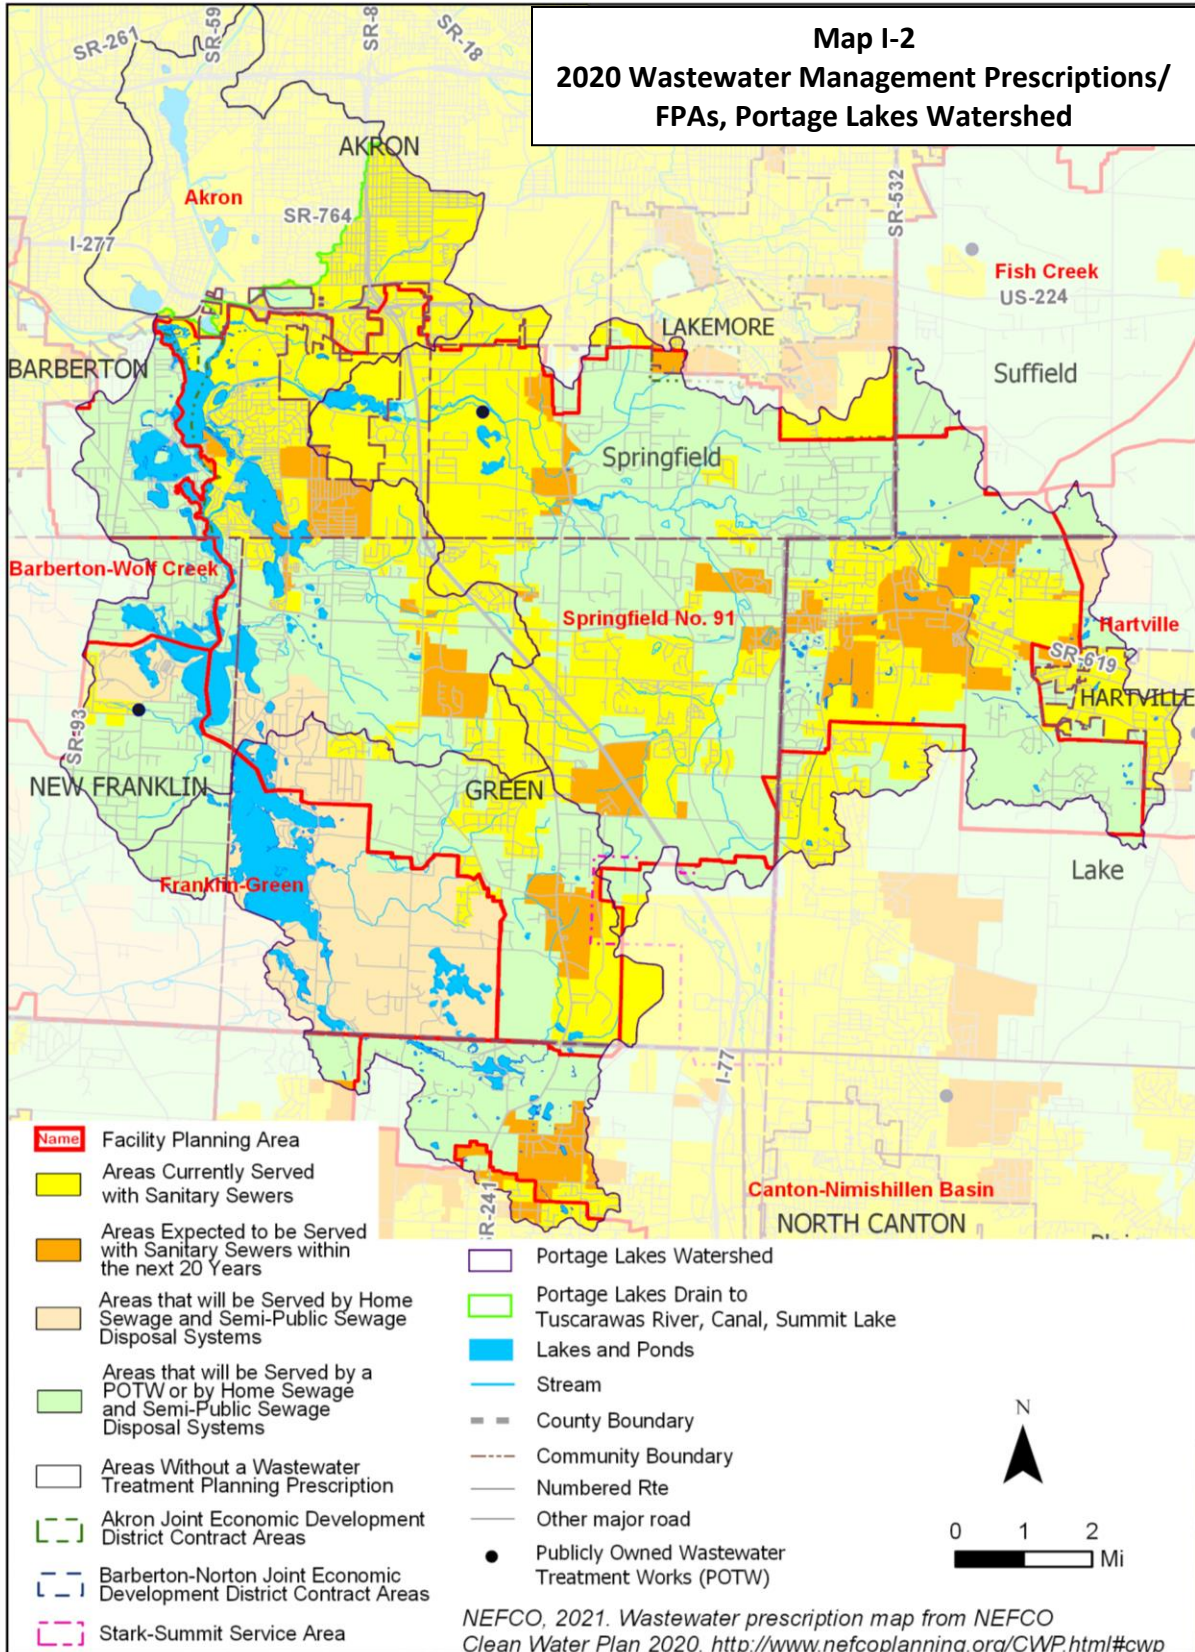 Map I-2
2020 Wastewater Management Prescriptions/
FPAs, Portage Lakes Watershed
SR-261
SR-59
SR-8
SR-18
AKRON
Akron
SR-764
I-277
SR-532
Fish Creek
US-224
LAKEMORE
BARBERTON
Suffield
Springfield
Barberton-Wolf Creek
Springfield No. 91
Hartville
SR-619
HARTVILLE
SR-93
NEW FRANKLIN
GREEN
Franklin-Green
Lake
I-77
SR-241
Canton-Nimishillen Basin
NORTH CANTON
Name
Facility Planning Area
Areas Currently Served
with Sanitary Sewers
Areas Expected to be Served
with Sanitary Sewers within
the next 20 Years
Areas that will be Served by Home
Sewage and Semi-Public Sewage
Disposal Systems
Areas that will be Served by a
POTW or by Home Sewage
and Semi-Public Sewage
Disposal Systems
Areas Without a Wastewater
Treatment Planning Prescription
Akron Joint Economic Development
District Contract Areas
Barberton-Norton Joint Economic
Development District Contract Areas
Stark-Summit Service Area
Portage Lakes Watershed
Portage Lakes Drain to
Tuscarawas River, Canal, Summit Lake
Lakes and Ponds
Stream
County Boundary
Community Boundary
Numbered Rte
Other major road
Publicly Owned Wastewater
Treatment Works (POTW)
N
0 1 2
Mi
NEFCO, 2021. Wastewater prescription map from NEFCO
Clean Water Plan 2020. http://www.nefcoplanning.org/CWP.html#cwp